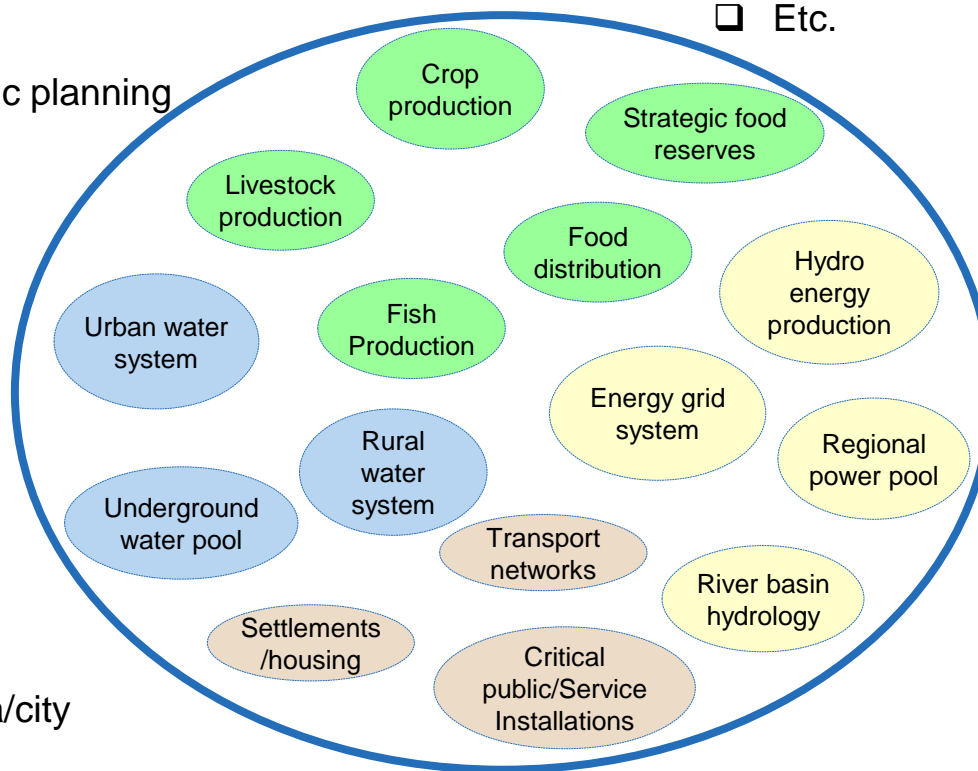 ❑ Etc.
c planning
Crop
production
Strategic food
reserves
Livestock
production
Food
distribution
Hydro
energy
production
Urban water
system
Fish
Production
Energy grid
system
Rural
water
system
Regional
power pool
Underground
water pool
Transport
networks
River basin
hydrology
Settlements
/housing
Critical
public/Service
Installations
/city